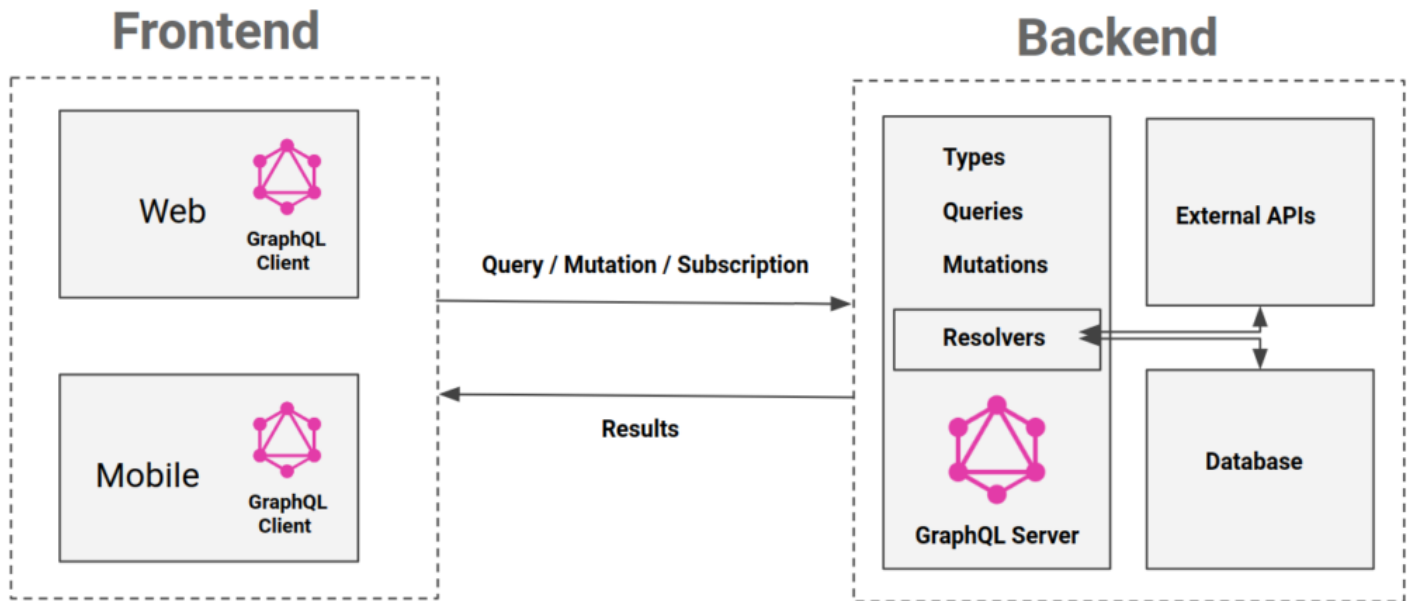 Frontend
Backend
Web
GraphQL
Client
Mobile
GraphQL
Client
Query / Mutation / Subscription
Results
Types
Queries
Mutations
Resolvers
GraphQL Server
External APIs
Database